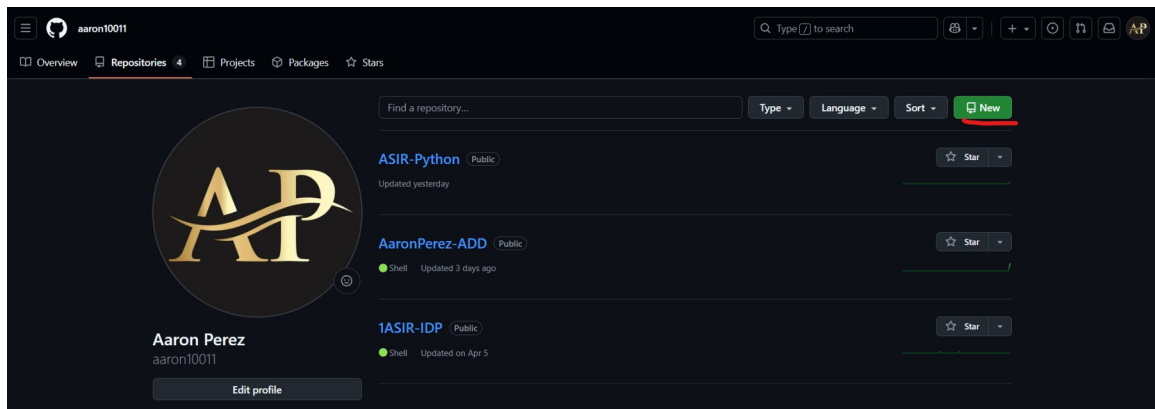 aaron10011
Type / to search
Overview Repositories 4 Projects Packages Stars
Find a repository...
Type Language Sort New
AP
ASIR-Python Public
Star
Updated yesterday
AaronPerez-ADD Public
Star
Shell Updated 3 days ago
1ASIR-IDP Public
Star
Shell Updated on Apr 5
Aaron Perez
aaron10011
Edit profile